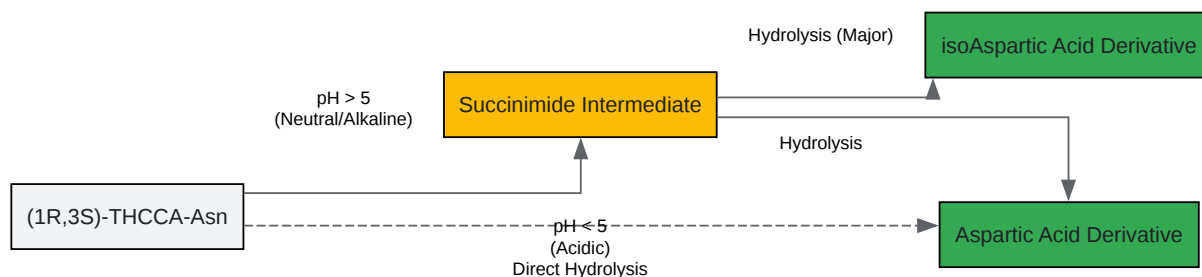 Hydrolysis (Major)
isoAspartic Acid Derivative
pH > 5
(Neutral/Alkaline)
Succinimide Intermediate
Hydrolysis
(1R,3S)-THCCA-Asn
pH < 5
(Acidic)
Direct Hydrolysis
Aspartic Acid Derivative